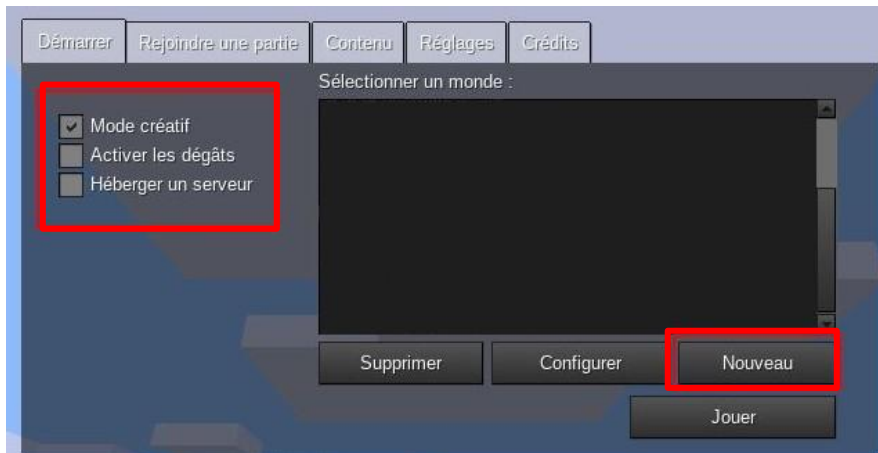 Démarrer Rejoindre une partie Contenu Réglages Crédits
Sélectionner un monde :
Mode créatif
Activer les dégâts
Héberger un serveur
Supprimer Configurer Nouveau
Jouer